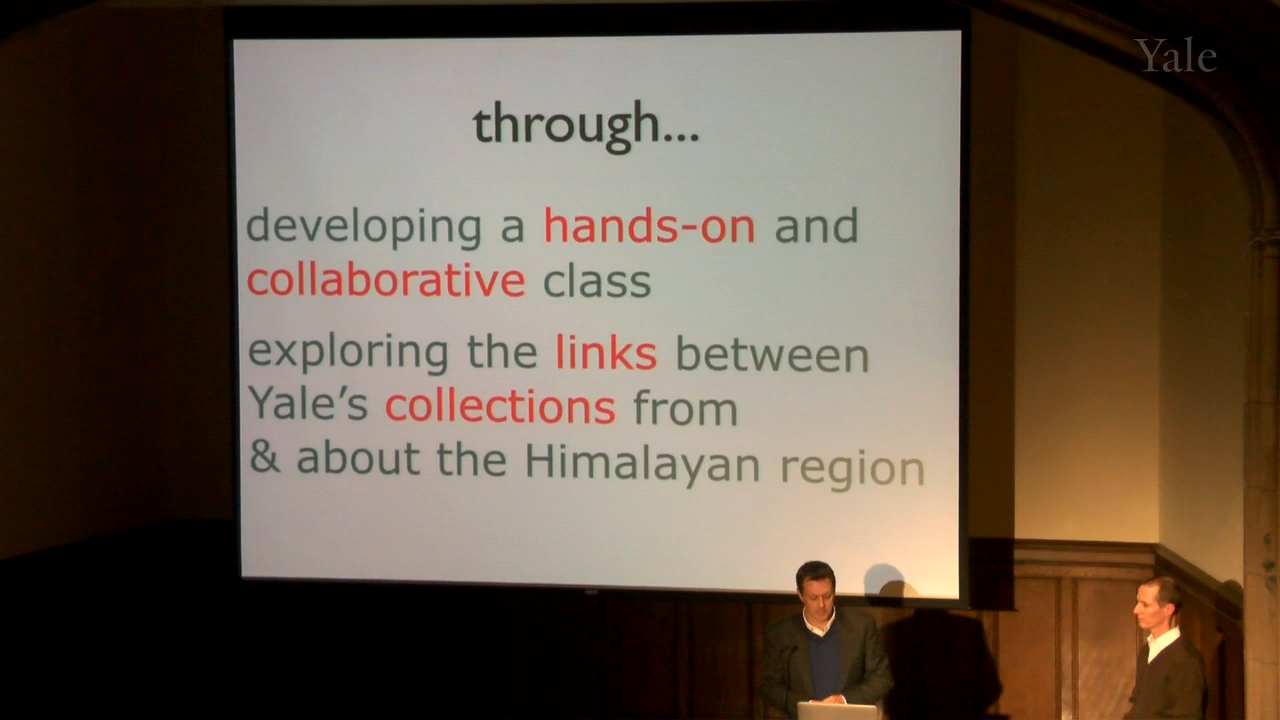 Yale
through...
developing a hands-on and
collaborative class
exploring the links between
Yale's collections from
& about the Himalayan region